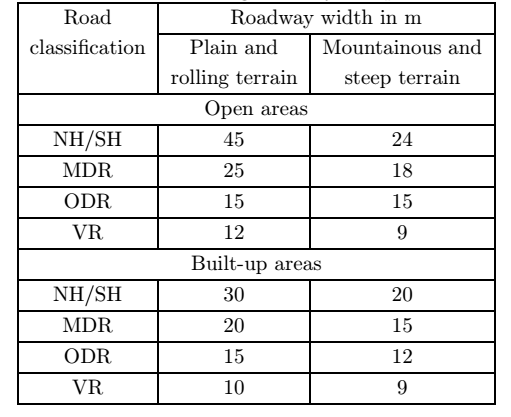 Road Roadway width in m
classification Plain and Mountainous and
rolling terrain steep terrain
Open areas
NH/SH 45 24
MDR 25 18
ODR 15 15
VR 12 9
Built-up areas
NH/SH 30 20
MDR 20 15
ODR 15 12
VR 10 9